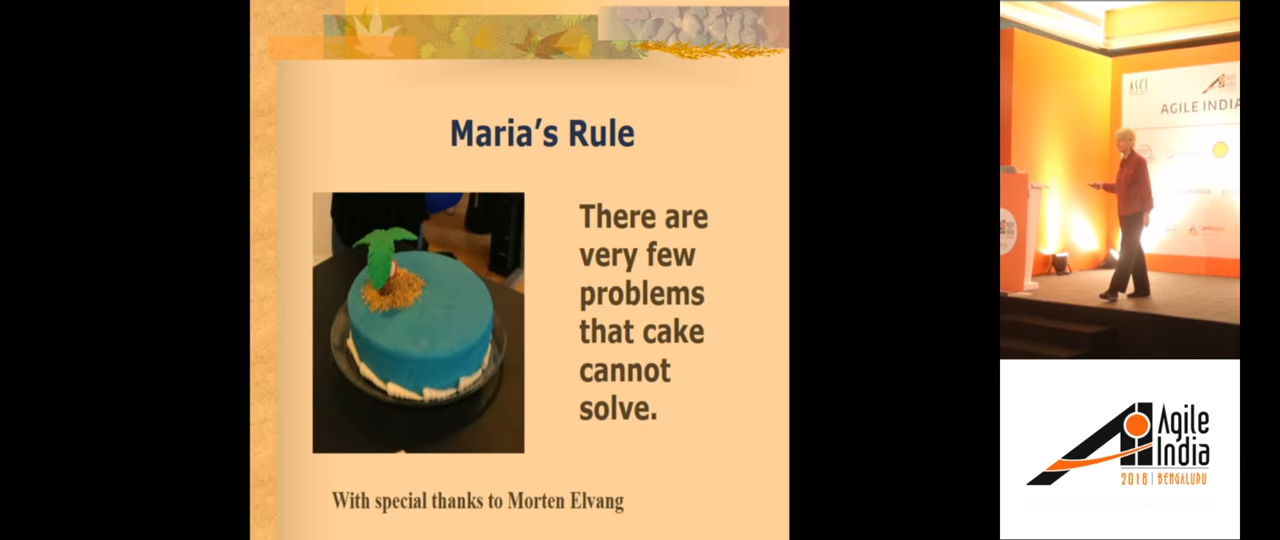 Maria's Rule
There are
very few
problems
that cake
cannot
solve.
With special thanks to Morten Elvang
ASCI
AGILE INDIA
Agile
India
2018 | BENGALURU